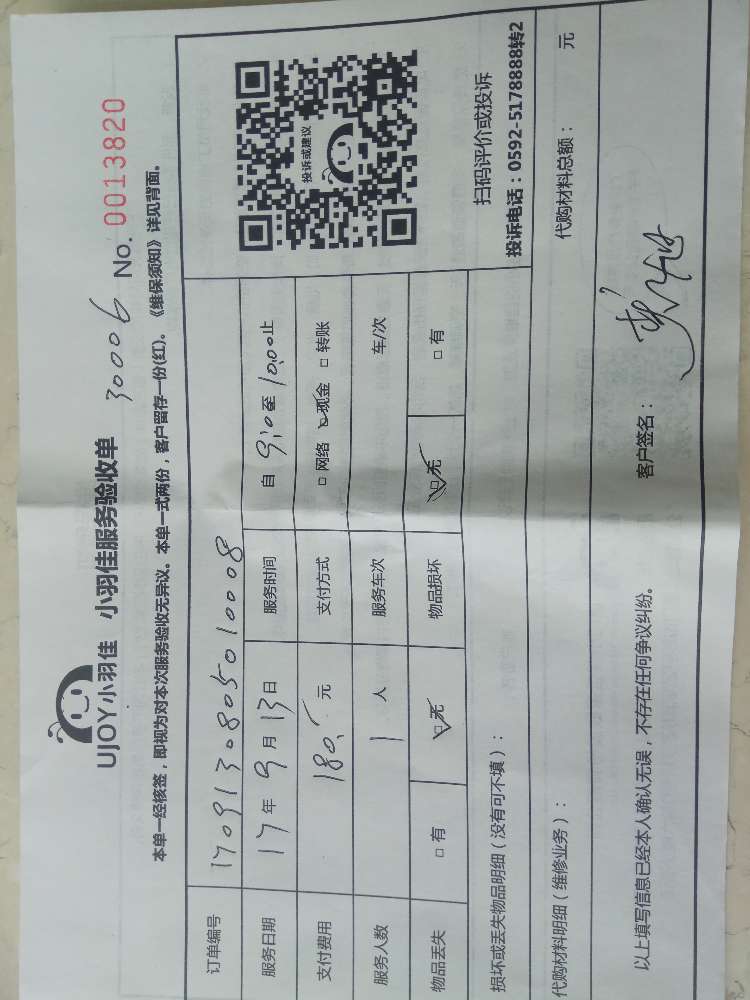 UJOY小羽佳 小羽佳服务验收单
30006 No. 0013820
本单一经核签，即视为对本次服务验收无异议。本单一式两份，客户留存一份(红)。《维保须知》详见背面。
订单编号 170913080501 0008
服务日期 17年9月13日 服务时间 自 9:00 至 10:00 止
支付费用 180. 元 支付方式 □ 网络 □ 现金 □ 转账
服务人数 1 人 服务车次 车/次
物品丢失 □ 有 □ 无 物品损坏 □ 无 □ 有
投诉或建议
扫码评价或投诉
投诉电话：0592-5178888转2
损坏或丢失物品明细（没有可不填）：
代购材料明细（维修业务）： 代购材料总额： 元
以上填写信息已经本人确认无误，不存在任何争议纠纷。 客户签名：